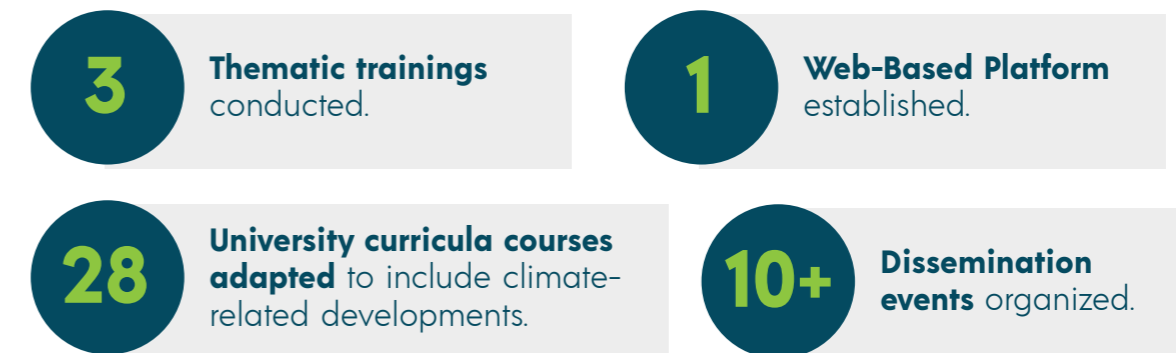 3
Thematic trainings
conducted.
1
Web-Based Platform
established.
28
University curricula courses
adapted to include climate-
related developments.
10+
Dissemination
events organized.